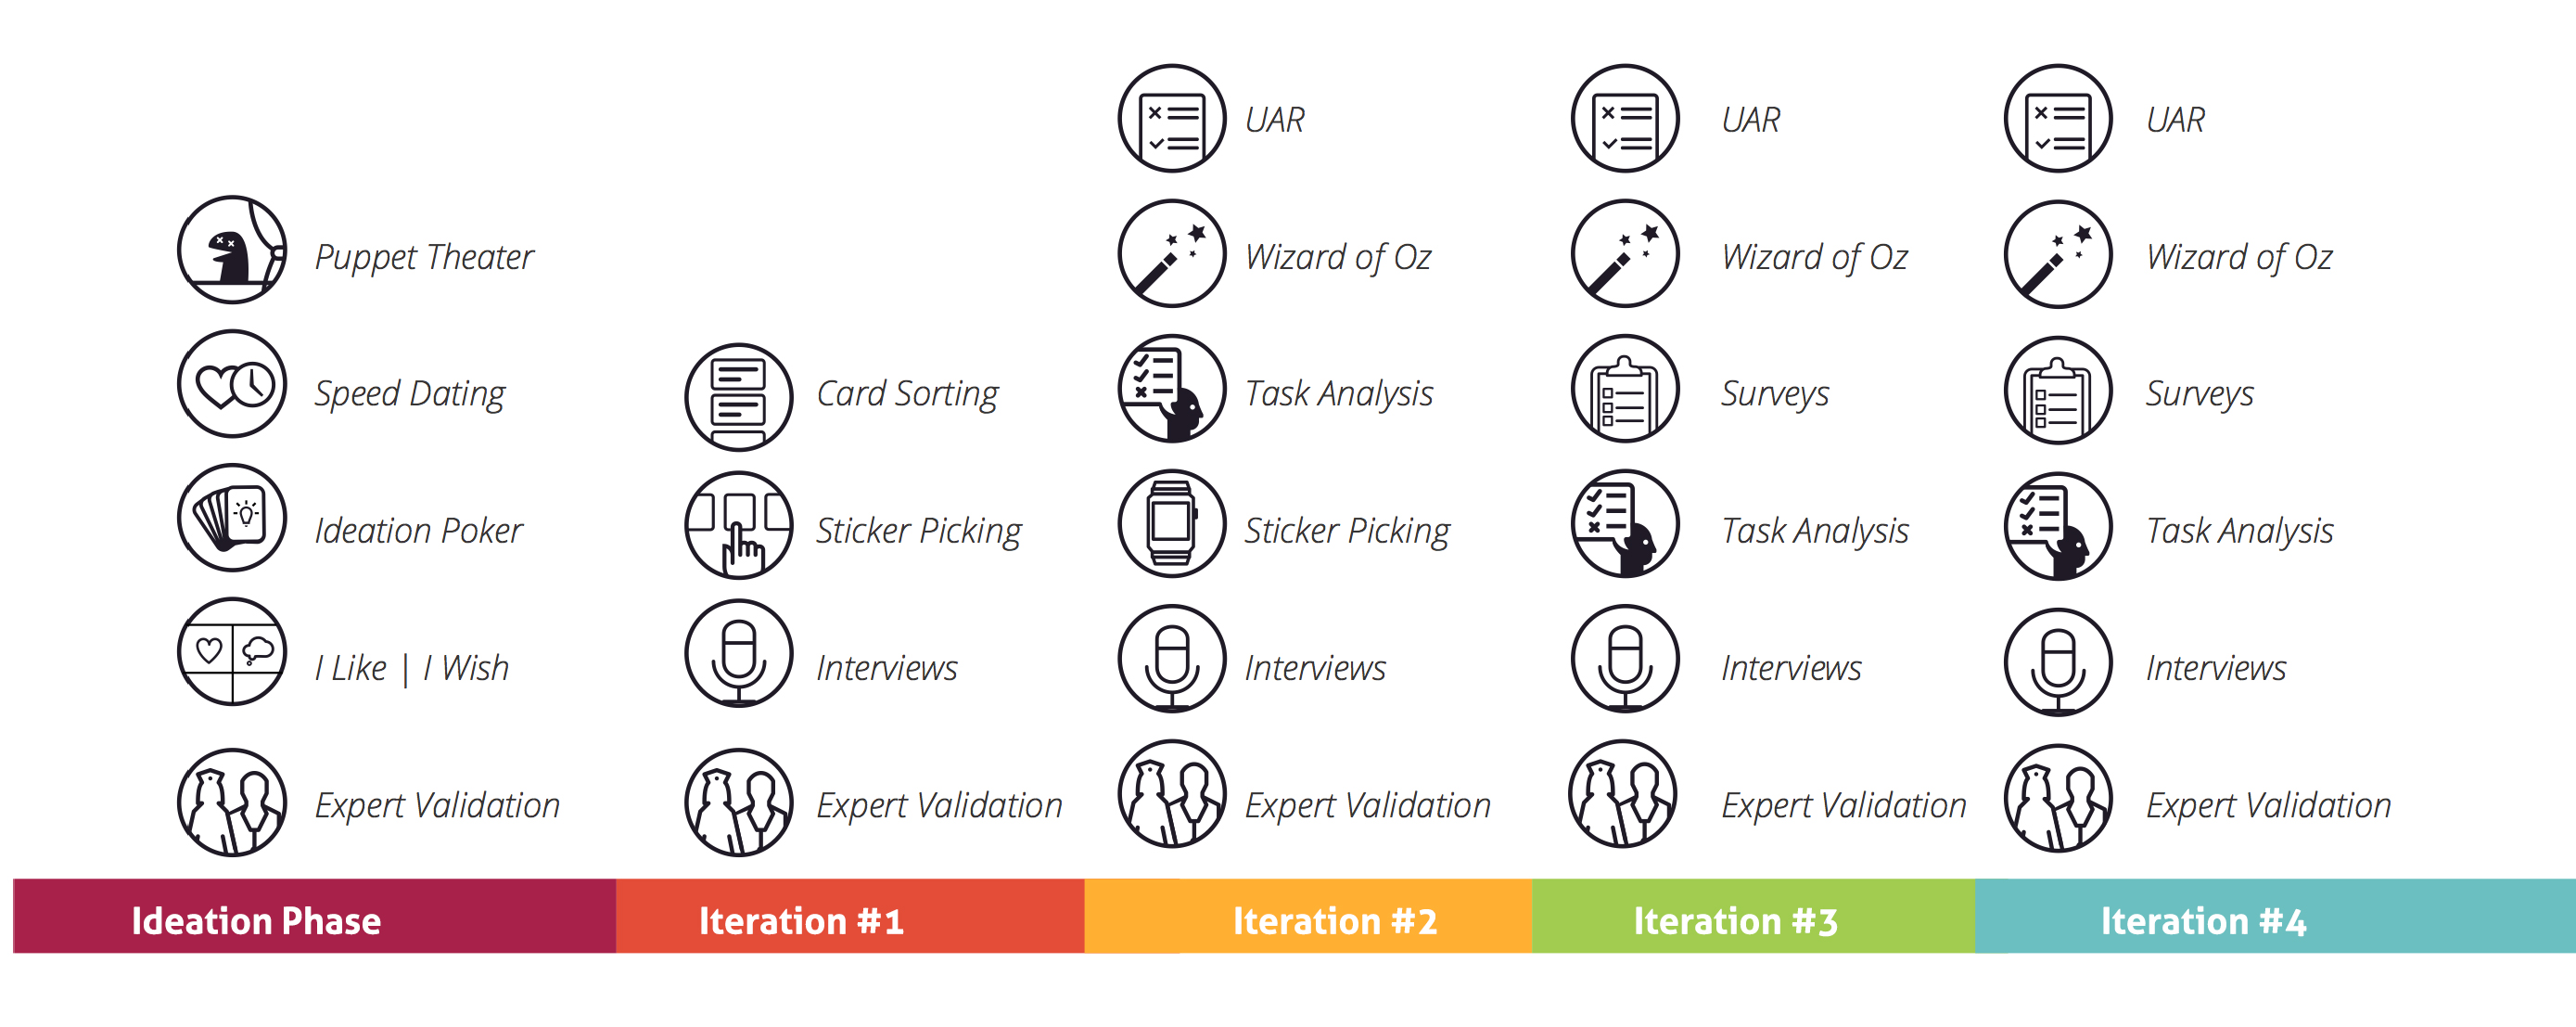 Puppet Theater
Speed Dating
Ideation Poker
I Like | I Wish
Expert Validation
Ideation Phase
Card Sorting
Sticker Picking
Interviews
Expert Validation
Iteration #1
UAR
Wizard of Oz
Task Analysis
Sticker Picking
Interviews
Expert Validation
Iteration #2
UAR
Wizard of Oz
Surveys
Task Analysis
Interviews
Expert Validation
Iteration #3
UAR
Wizard of Oz
Surveys
Task Analysis
Interviews
Expert Validation
Iteration #4